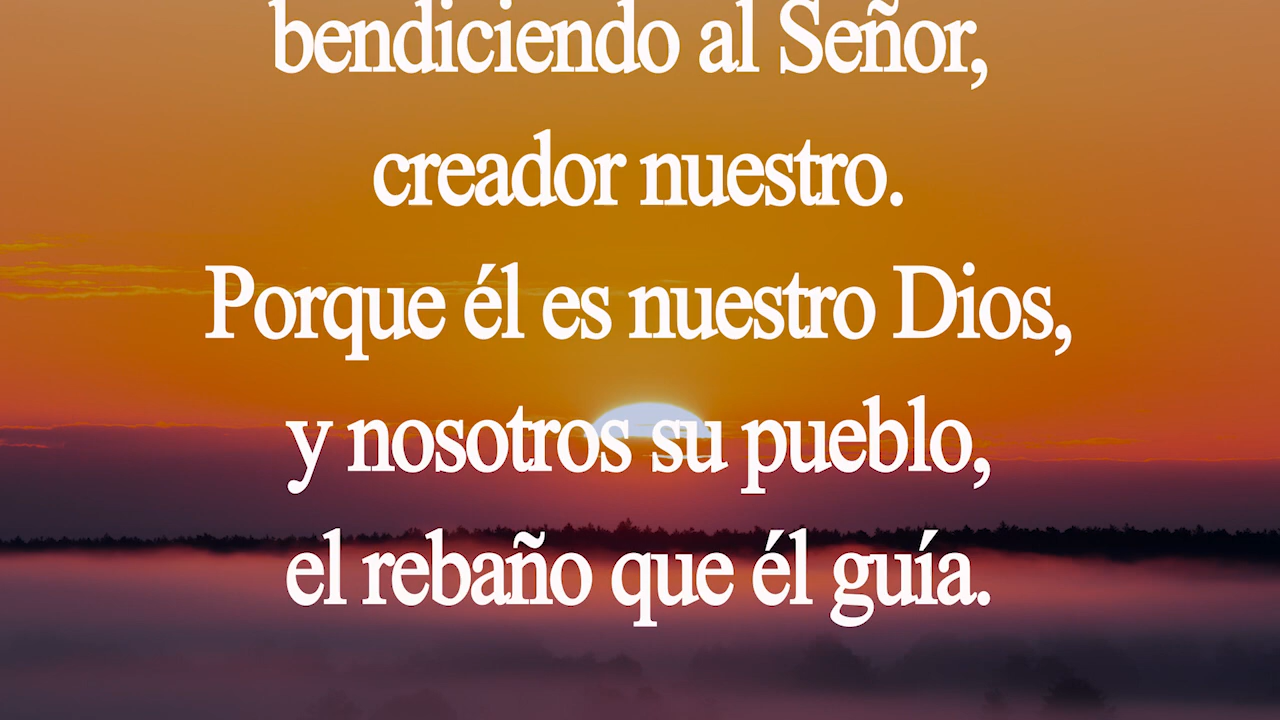 bendiciendo al Señor,
creador nuestro.
Porque él es nuestro Dios,
y nosotros su pueblo,
el rebaño que él guía.